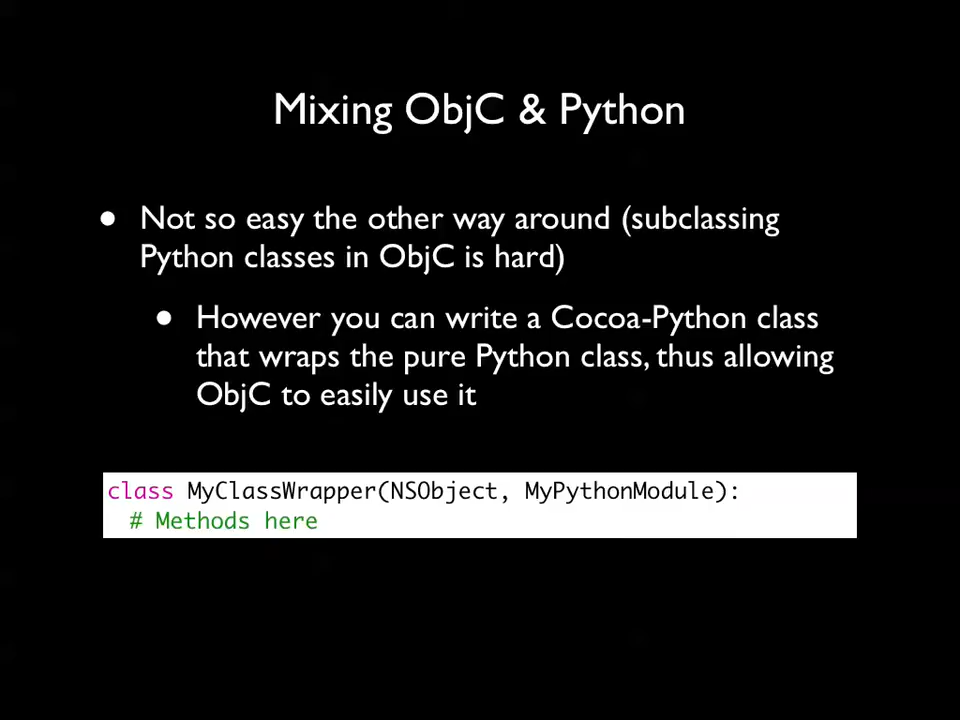 Mixing ObjC & Python
• Not so easy the other way around (subclassing
Python classes in ObjC is hard)
• However you can write a Cocoa-Python class
that wraps the pure Python class, thus allowing
ObjC to easily use it
class MyClassWrapper(NSObject, MyPythonModule):
# Methods here